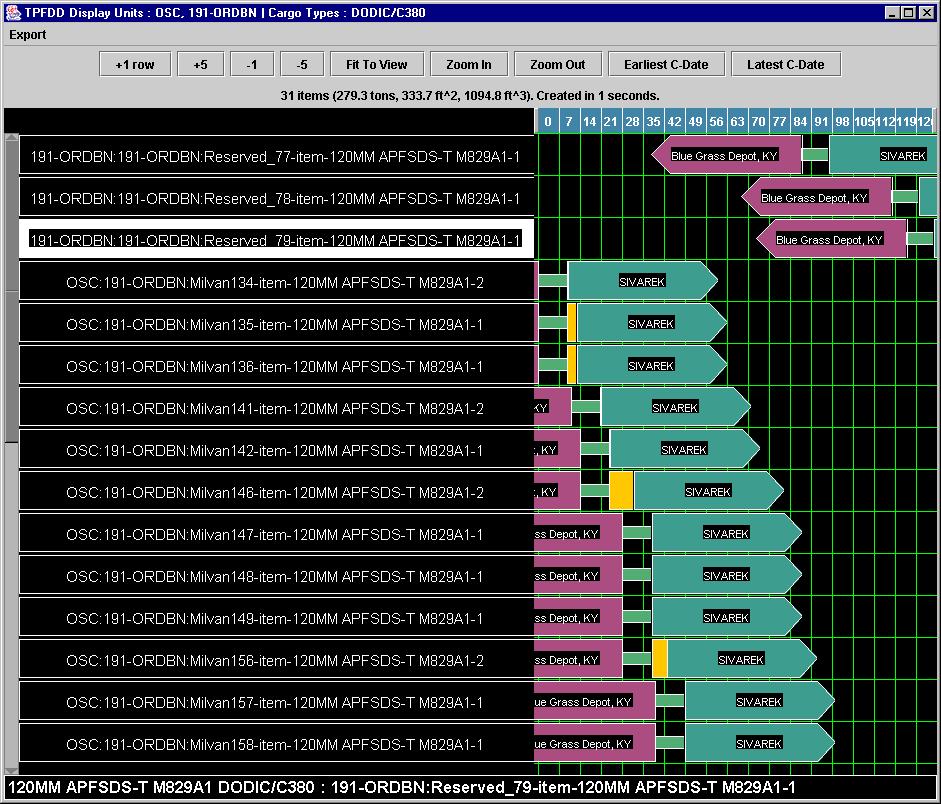 TPFDD Display Units : OSC, 191-ORDBN | Cargo Types : DODIC/C380
Export
+1 row +5 -1 -5 Fit To View Zoom In Zoom Out Earliest C-Date Latest C-Date
31 items (279.3 tons, 333.7 ft^2, 1094.8 ft^3). Created in 1 seconds.
0 7 14 21 28 35 42 49 56 63 70 77 84 91 98 105 112 119 126
191-ORDBN:191-ORDBN:Reserved_77-item-120MM APFSDS-T M829A1-1 Blue Grass Depot, KY SIVAREK
191-ORDBN:191-ORDBN:Reserved_78-item-120MM APFSDS-T M829A1-1 Blue Grass Depot, KY
191-ORDBN:191-ORDBN:Reserved_79-item-120MM APFSDS-T M829A1-1 Blue Grass Depot, KY
OSC:191-ORDBN:Milvan134-item-120MM APFSDS-T M829A1-2 SIVAREK
OSC:191-ORDBN:Milvan135-item-120MM APFSDS-T M829A1-1 SIVAREK
OSC:191-ORDBN:Milvan136-item-120MM APFSDS-T M829A1-1 SIVAREK
OSC:191-ORDBN:Milvan141-item-120MM APFSDS-T M829A1-2 KY SIVAREK
OSC:191-ORDBN:Milvan142-item-120MM APFSDS-T M829A1-1 , KY SIVAREK
OSC:191-ORDBN:Milvan146-item-120MM APFSDS-T M829A1-2 , KY SIVAREK
OSC:191-ORDBN:Milvan147-item-120MM APFSDS-T M829A1-1 ss Depot, KY SIVAREK
OSC:191-ORDBN:Milvan148-item-120MM APFSDS-T M829A1-1 ss Depot, KY SIVAREK
OSC:191-ORDBN:Milvan149-item-120MM APFSDS-T M829A1-1 ss Depot, KY SIVAREK
OSC:191-ORDBN:Milvan156-item-120MM APFSDS-T M829A1-2 ss Depot, KY SIVAREK
OSC:191-ORDBN:Milvan157-item-120MM APFSDS-T M829A1-1 ue Grass Depot, KY SIVAREK
OSC:191-ORDBN:Milvan158-item-120MM APFSDS-T M829A1-1 ue Grass Depot, KY SIVAREK
120MM APFSDS-T M829A1 DODIC/C380 : 191-ORDBN:Reserved_79-item-120MM APFSDS-T M829A1-1